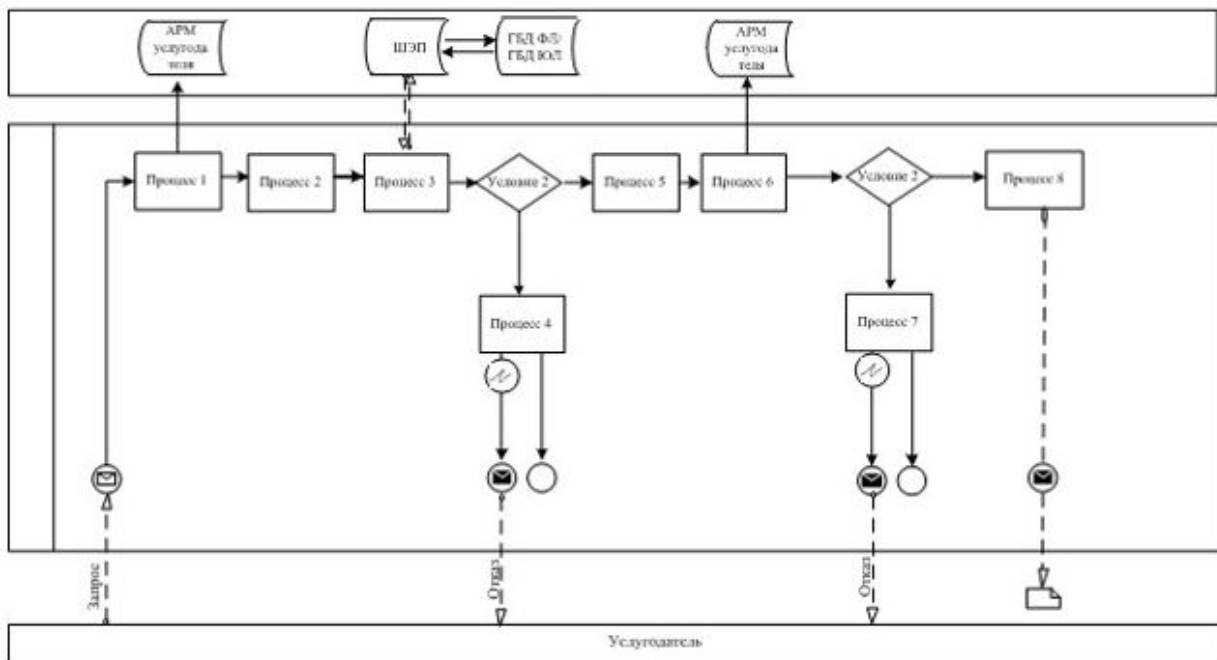 АРМ
услугода
теля
ШЭП
ГБД ФЛ/
ГБД ЮЛ
АРМ
услугода
теля
Процесс 1
Процесс 2
Процесс 3
Условие 2
Процесс 5
Процесс 6
Условие 2
Процесс 8
Процесс 4
Процесс 7
Запрос
Отказ
Отказ
Услугодатель